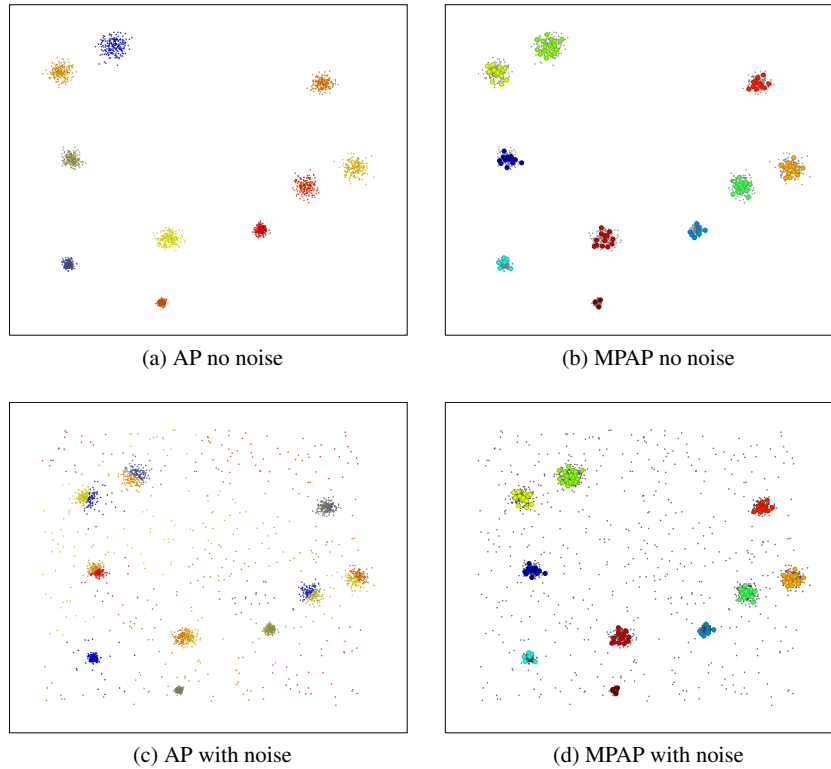 (a) AP no noise
(b) MPAP no noise
(c) AP with noise
(d) MPAP with noise